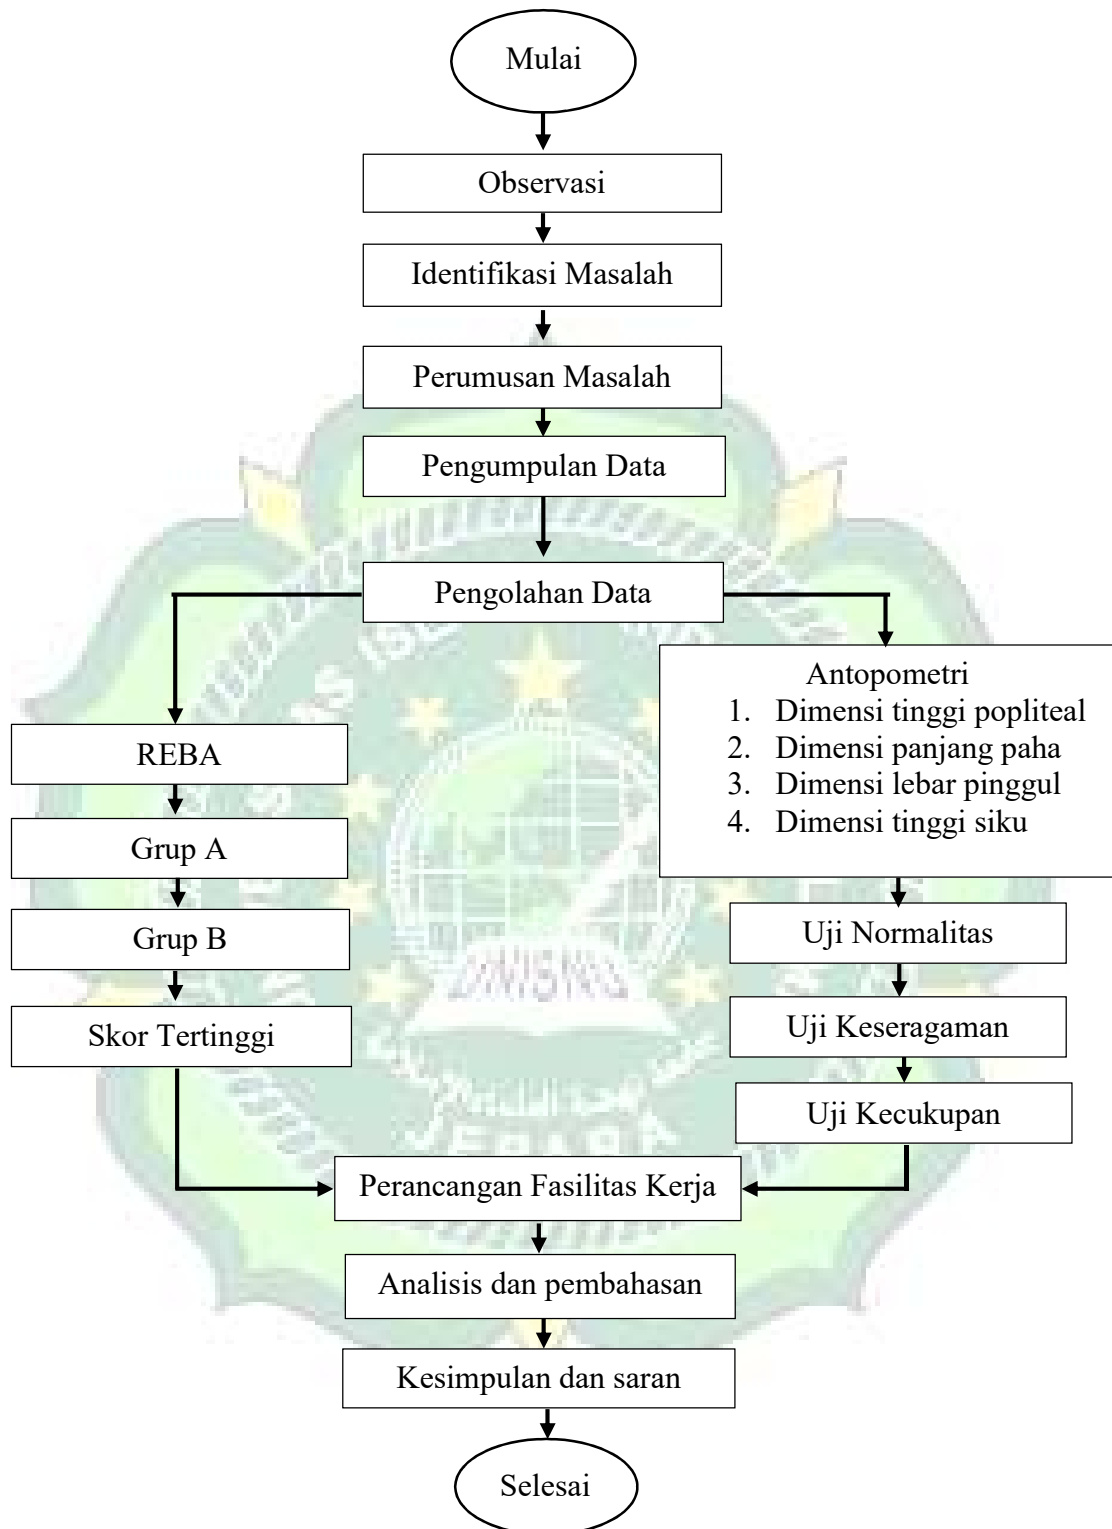 Mulai
Observasi
Identifikasi Masalah
Perumusan Masalah
Pengumpulan Data
Pengolahan Data
REBA
Grup A
Grup B
Skor Tertinggi
Antopometri
1. Dimensi tinggi popliteal
2. Dimensi panjang paha
3. Dimensi lebar pinggul
4. Dimensi tinggi siku
Uji Normalitas
Uji Keseragaman
Uji Kecukupan
Perancangan Fasilitas Kerja
Analisis dan pembahasan
Kesimpulan dan saran
Selesai
UNISNU
JEPARA